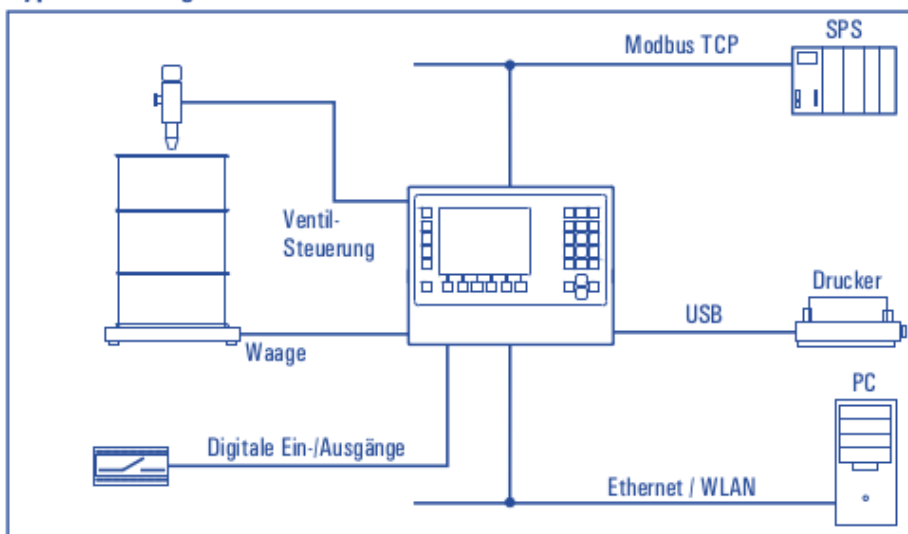 SPS
Modbus TCP
Ventil-
Steuerung
Drucker
USB
Waage
PC
Digitale Ein-/Ausgänge
Ethernet / WLAN